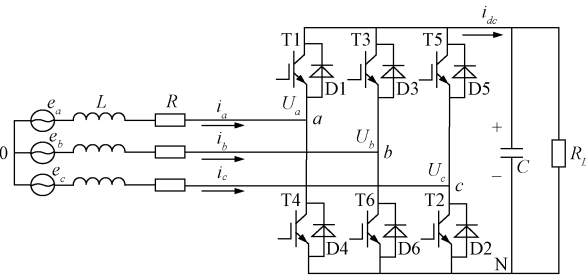 T1 T3 T5 i_dc
D1 D3 D5
e_a L R i_a U_a a
0 e_b i_b U_b b + C R_L
e_c i_c U_c c −
T4 T6 T2
D4 D6 D2 N